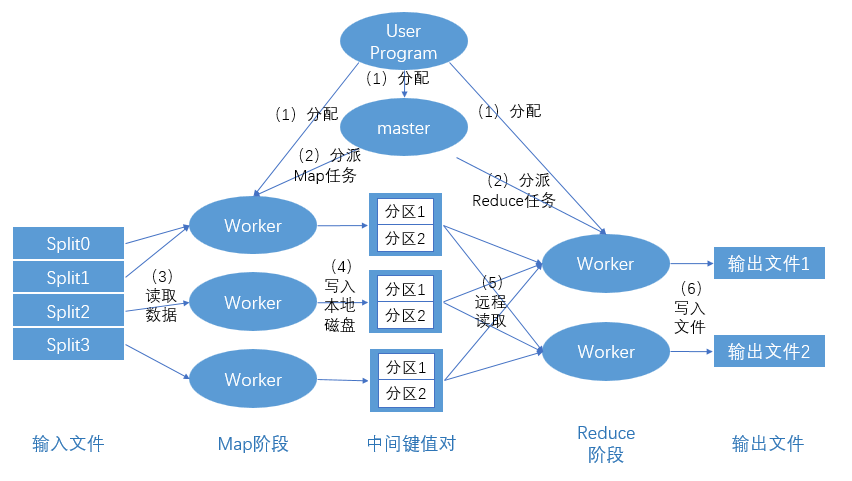 User
Program
(1）分配
(1）分配
(1）分配
master
(2）分派
Map任务
(2）分派
Reduce任务
Worker
分区1
分区2
Split0
Split1
Split2
Split3
(3）
读取
数据
Worker
(4）
写入
本地
磁盘
分区1
分区2
(5）
远程
读取
Worker
(6）
写入
文件
输出文件1
Worker
分区1
分区2
Worker
输出文件2
输入文件
Map阶段
中间键值对
Reduce
阶段
输出文件